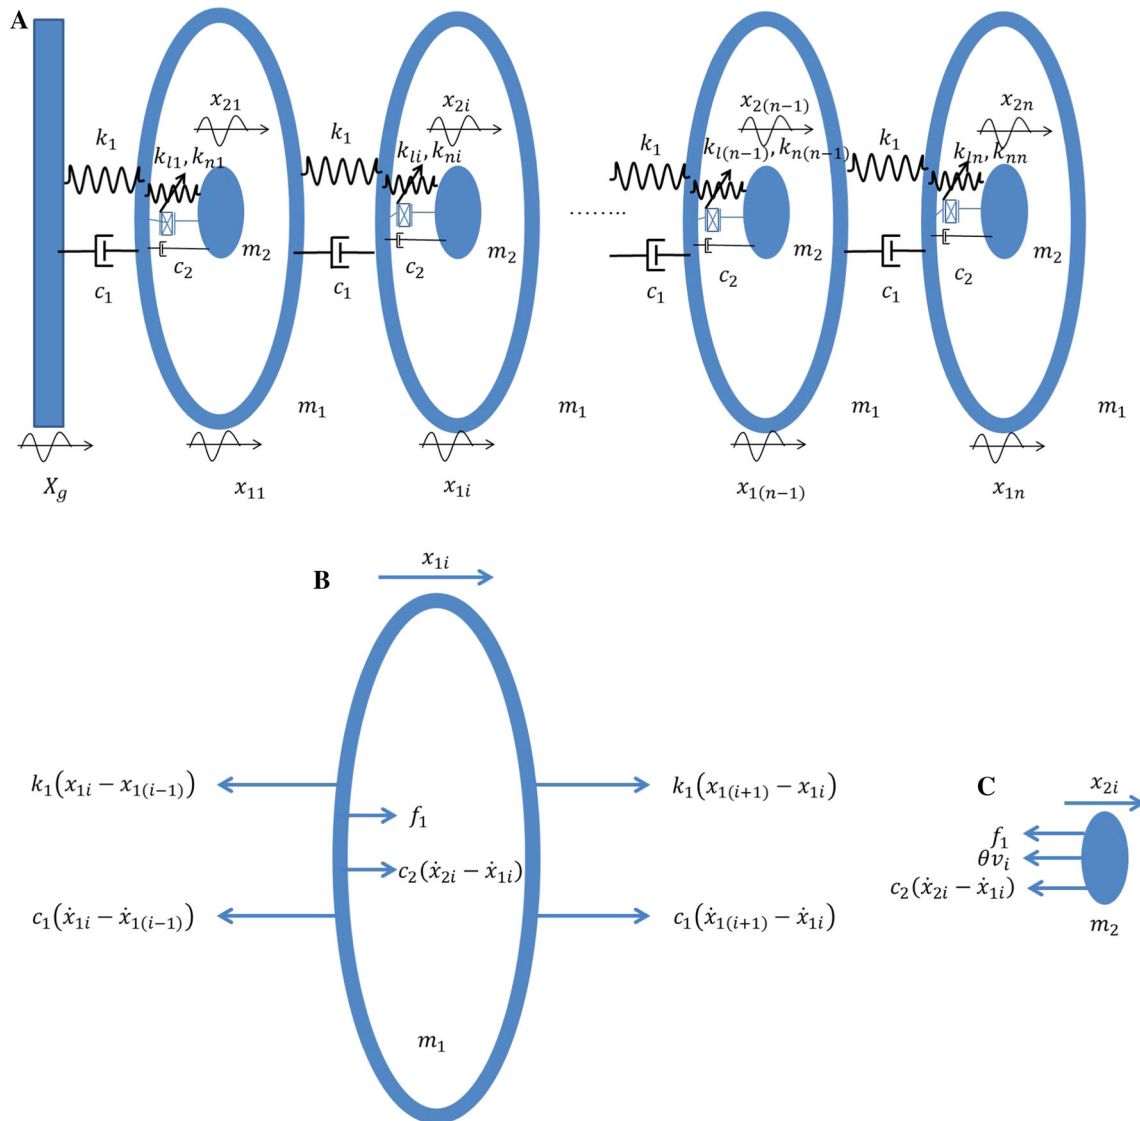 A
x₂₁ x₂ᵢ x₂₍ₙ₋₁₎ x₂ₙ
k₁ k₁ k₁ k₁
kₗ₁, kₙ₁ kₗᵢ, kₙᵢ kₗ₍ₙ₋₁₎, kₙ₍ₙ₋₁₎ kₗₙ, kₙₙ
........
m₂ m₂ m₂ m₂
c₂ c₂ c₂ c₂
c₁ c₁ c₁ c₁
m₁ m₁ m₁ m₁
X_g x₁₁ x₁ᵢ x₁₍ₙ₋₁₎ x₁ₙ
B
x₁ᵢ
k₁(x₁ᵢ − x₁₍ᵢ₋₁₎) k₁(x₁₍ᵢ₊₁₎ − x₁ᵢ)
f₁
c₂(ẋ₂ᵢ − ẋ₁ᵢ)
c₁(ẋ₁ᵢ − ẋ₁₍ᵢ₋₁₎) c₁(ẋ₁₍ᵢ₊₁₎ − ẋ₁ᵢ)
m₁
C
x₂ᵢ
f₁
θvᵢ
c₂(ẋ₂ᵢ − ẋ₁ᵢ)
m₂